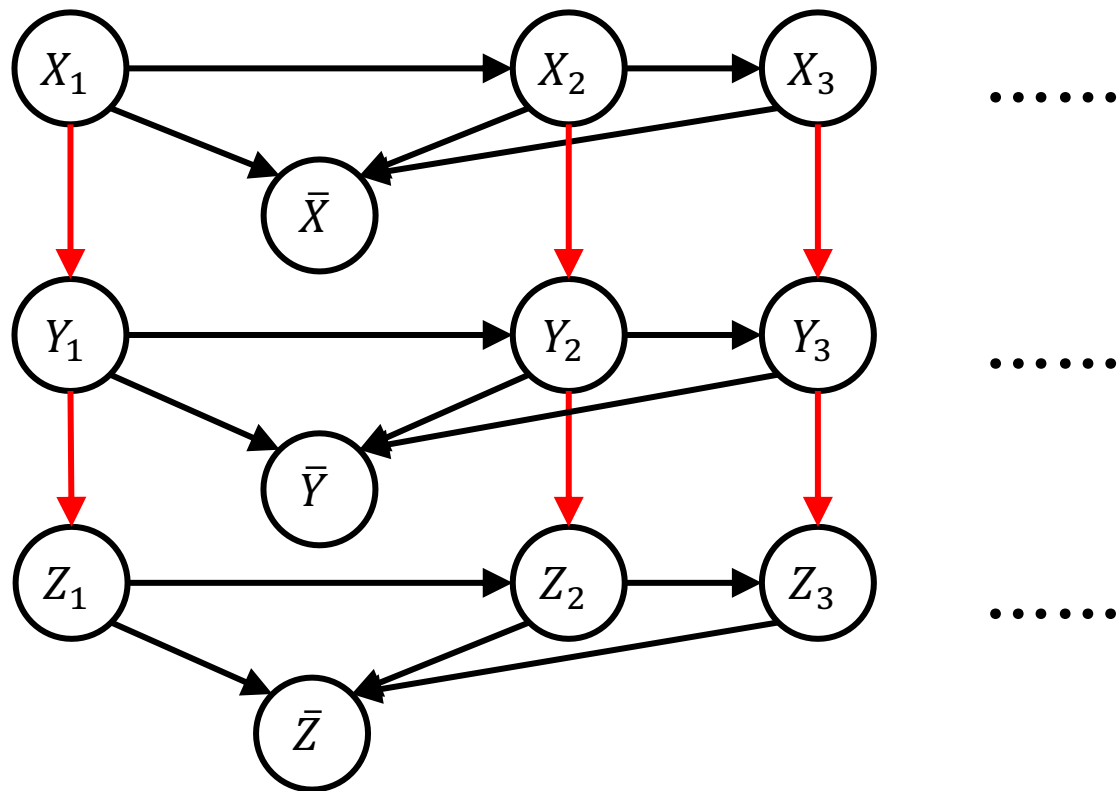 X₁ X₂ X₃ ......
X̄
Y₁ Y₂ Y₃ ......
Ȳ
Z₁ Z₂ Z₃ ......
Z̄